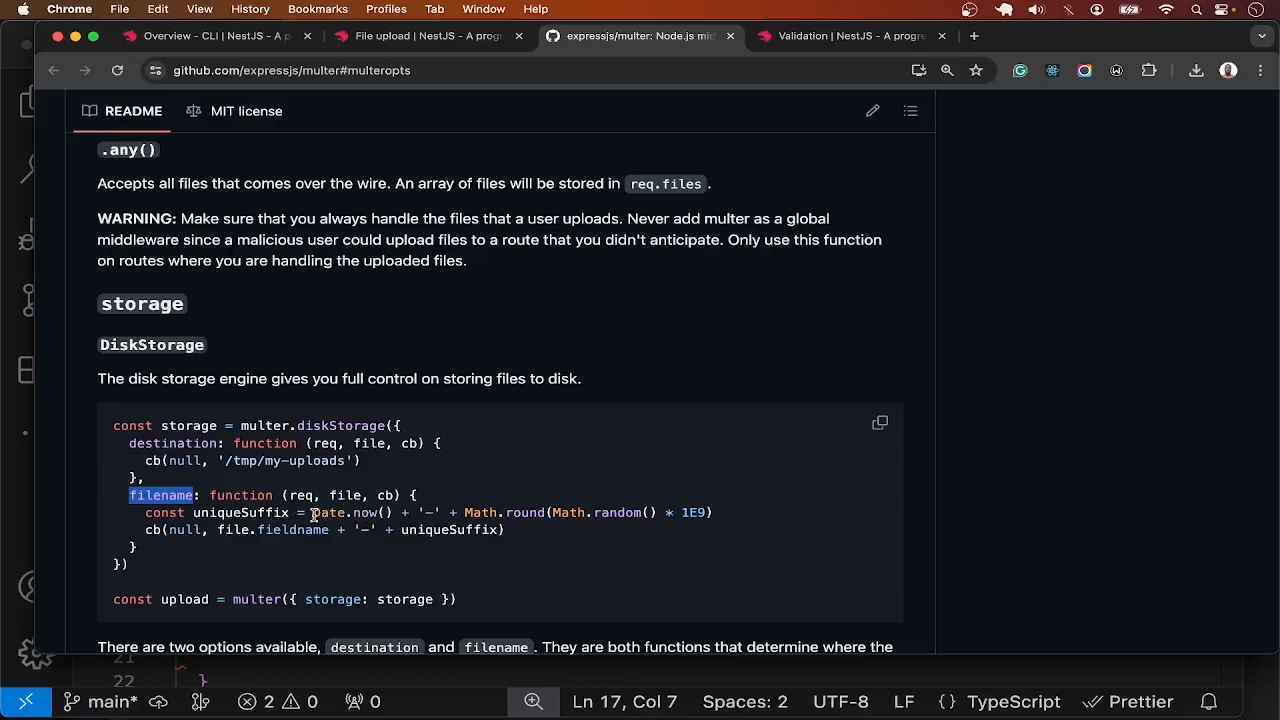 Chrome File Edit View History Bookmarks Profiles Tab Window Help
Overview - CLI | NestJS - A p File upload | NestJS - A progr expressjs/multer: Node.js mid Validation | NestJS - A progre
github.com/expressjs/multer#multeropts
README MIT license
.any()
Accepts all files that comes over the wire. An array of files will be stored in req.files.
WARNING: Make sure that you always handle the files that a user uploads. Never add multer as a global
middleware since a malicious user could upload files to a route that you didn't anticipate. Only use this function
on routes where you are handling the uploaded files.
storage
DiskStorage
The disk storage engine gives you full control on storing files to disk.
const storage = multer.diskStorage({
destination: function (req, file, cb) {
cb(null, '/tmp/my-uploads')
},
filename: function (req, file, cb) {
const uniqueSuffix = Date.now() + '-' + Math.round(Math.random() * 1E9)
cb(null, file.fieldname + '-' + uniqueSuffix)
}
})
const upload = multer({ storage: storage })
There are two options available, destination and filename. They are both functions that determine where the
21
22 }
main* 2 0 0 Ln 17, Col 7 Spaces: 2 UTF-8 LF {} TypeScript Prettier